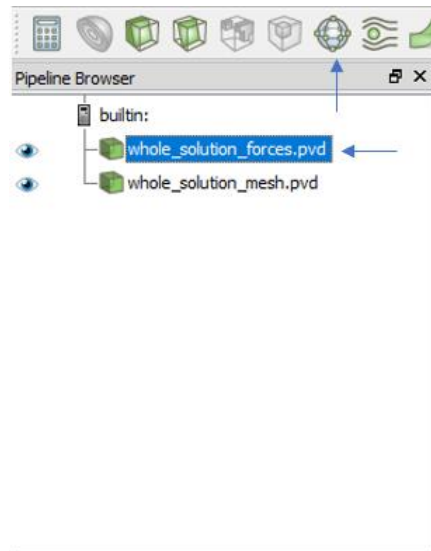 Pipeline Browser
builtin:
whole_solution_forces.pvd
whole_solution_mesh.pvd